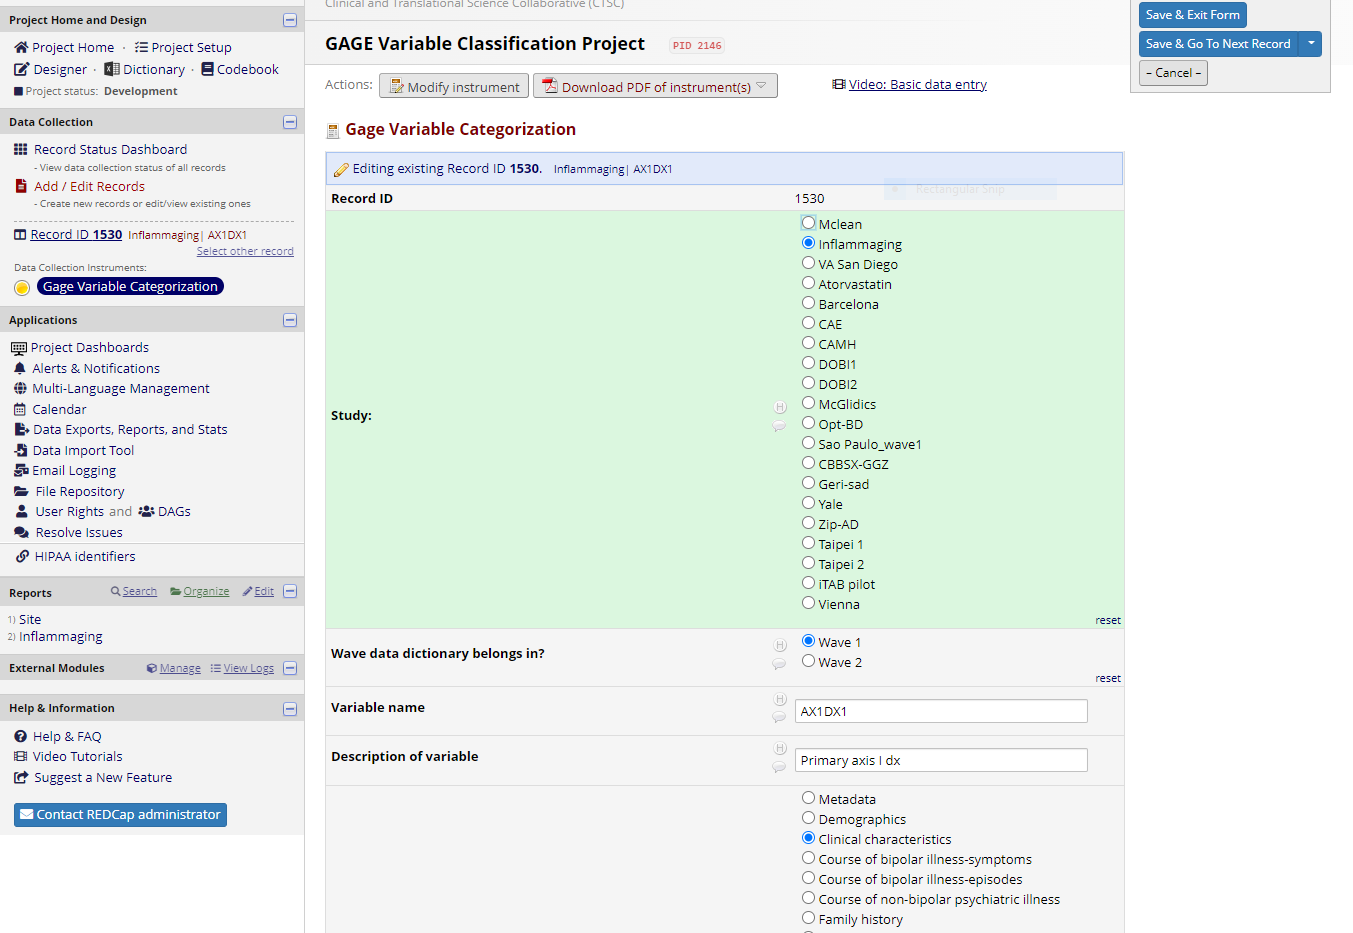 Project Home and Design
Project Home · Project Setup
Designer · Dictionary · Codebook
Project status: Development
Data Collection
Record Status Dashboard
- View data collection status of all records
Add / Edit Records
- Create new records or edit/view existing ones
Record ID 1530 Inflammaging| AX1DX1
Select other record
Data Collection Instruments:
Gage Variable Categorization
Applications
Project Dashboards
Alerts & Notifications
Multi-Language Management
Calendar
Data Exports, Reports, and Stats
Data Import Tool
Email Logging
File Repository
User Rights and DAGs
Resolve Issues
HIPAA identifiers
Reports Search Organize Edit
1) Site
2) Inflammaging
External Modules Manage View Logs
Help & Information
Help & FAQ
Video Tutorials
Suggest a New Feature
Contact REDCap administrator
Clinical and Translational Science Collaborative (CTSC)
GAGE Variable Classification Project PID 2146
Actions: Modify instrument Download PDF of instrument(s) Video: Basic data entry
Gage Variable Categorization
Editing existing Record ID 1530. Inflammaging| AX1DX1
Rectangular Snip
Record ID 1530
Study:
Mclean
Inflammaging
VA San Diego
Atorvastatin
Barcelona
CAE
CAMH
DOBI1
DOBI2
McGlidics
Opt-BD
Sao Paulo_wave1
CBBSX-GGZ
Geri-sad
Yale
Zip-AD
Taipei 1
Taipei 2
iTAB pilot
Vienna
reset
Wave data dictionary belongs in?
Wave 1
Wave 2
reset
Variable name AX1DX1
Description of variable Primary axis I dx
Metadata
Demographics
Clinical characteristics
Course of bipolar illness-symptoms
Course of bipolar illness-episodes
Course of non-bipolar psychiatric illness
Family history
Save & Exit Form
Save & Go To Next Record
– Cancel –